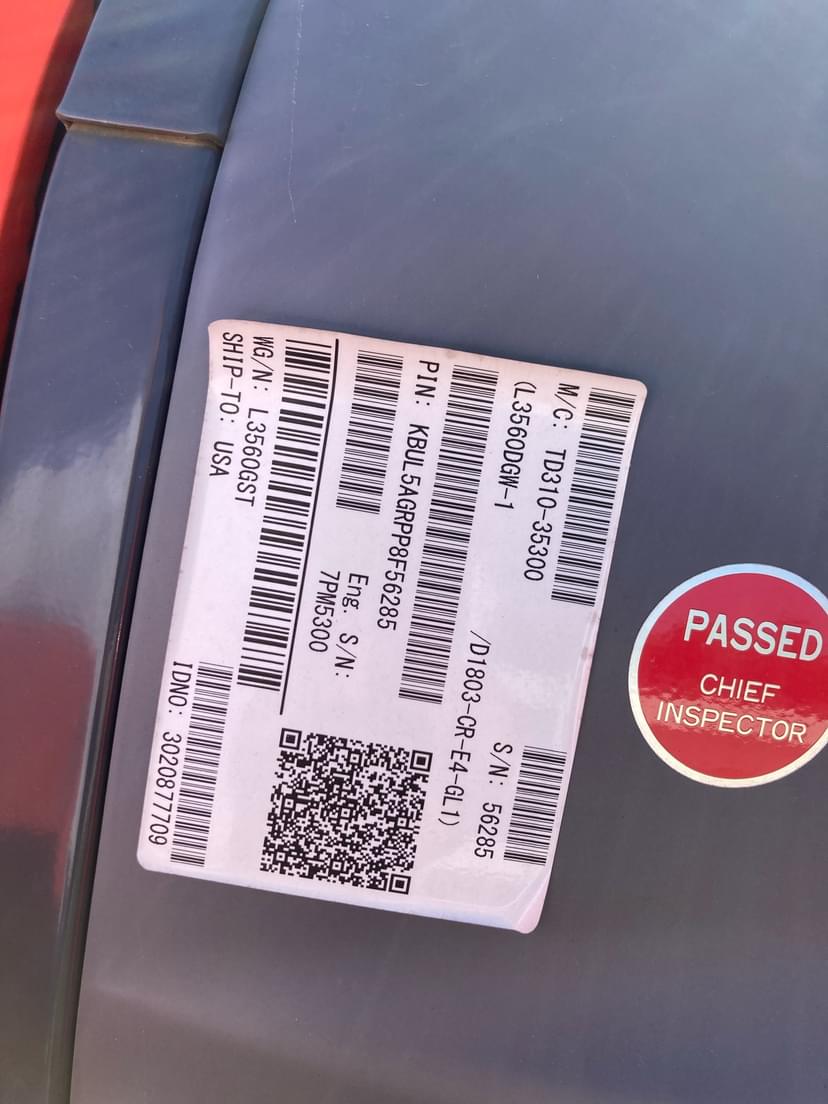 M/C: TD310-35300
S/N: 56285
(L3560DGW-1
/D1803-CR-E4-GL1)
PIN: KBUL5AGRPP8F56285
Eng. S/N:
7PM5300
WG/N: L3560GST
SHIP-TO: USA
IDNO: 3020877709
PASSED
CHIEF
INSPECTOR